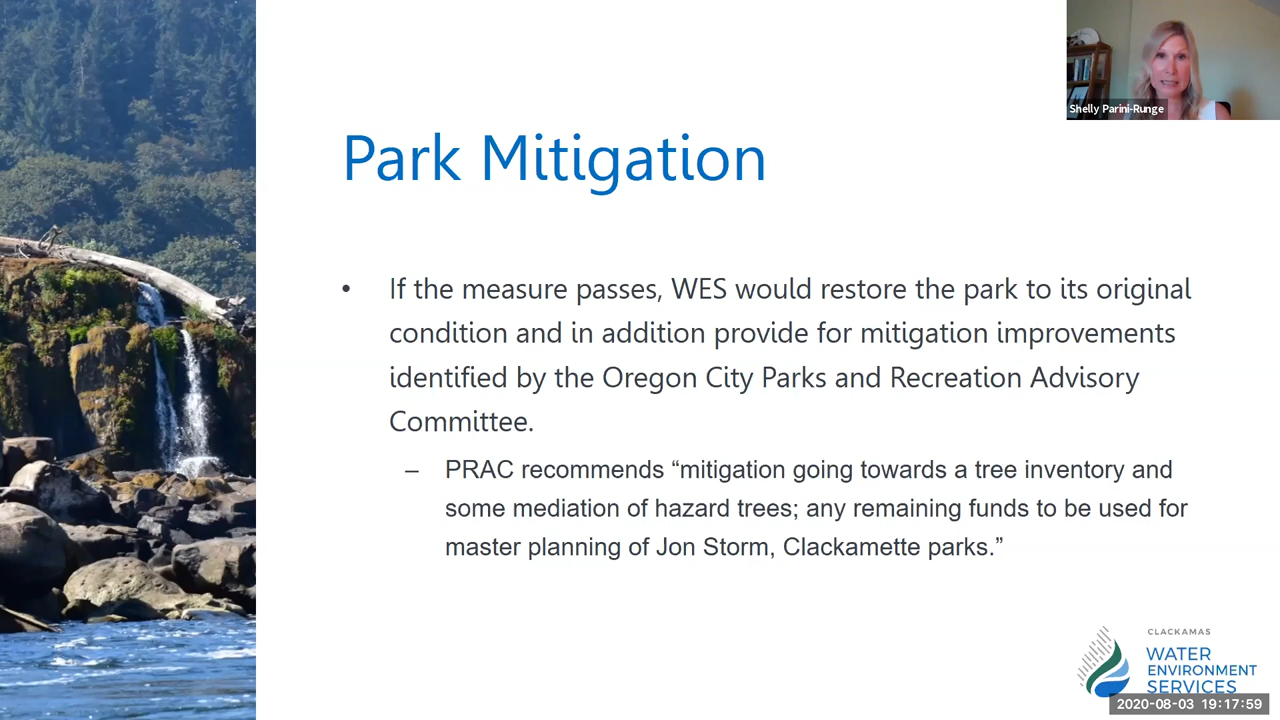 Shelly Parini-Runge
Park Mitigation
• If the measure passes, WES would restore the park to its original
condition and in addition provide for mitigation improvements
identified by the Oregon City Parks and Recreation Advisory
Committee.
– PRAC recommends “mitigation going towards a tree inventory and
some mediation of hazard trees; any remaining funds to be used for
master planning of Jon Storm, Clackamette parks.”
CLACKAMAS
WATER
ENVIRONMENT
SERVICES
2020-08-03 19:17:59